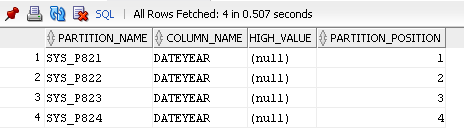 SQL | All Rows Fetched: 4 in 0.507 seconds
PARTITION_NAME COLUMN_NAME HIGH_VALUE PARTITION_POSITION
1 SYS_P821 DATEYEAR (null) 1
2 SYS_P822 DATEYEAR (null) 2
3 SYS_P823 DATEYEAR (null) 3
4 SYS_P824 DATEYEAR (null) 4